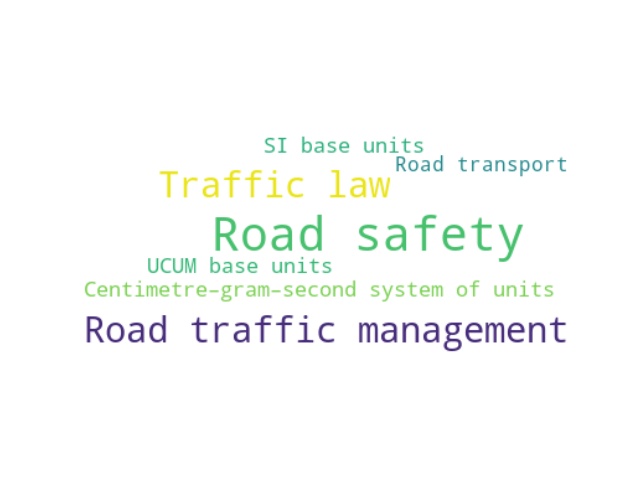 SI base units
Road transport
Traffic law
Road safety
UCUM base units
Centimetre–gram–second system of units
Road traffic management